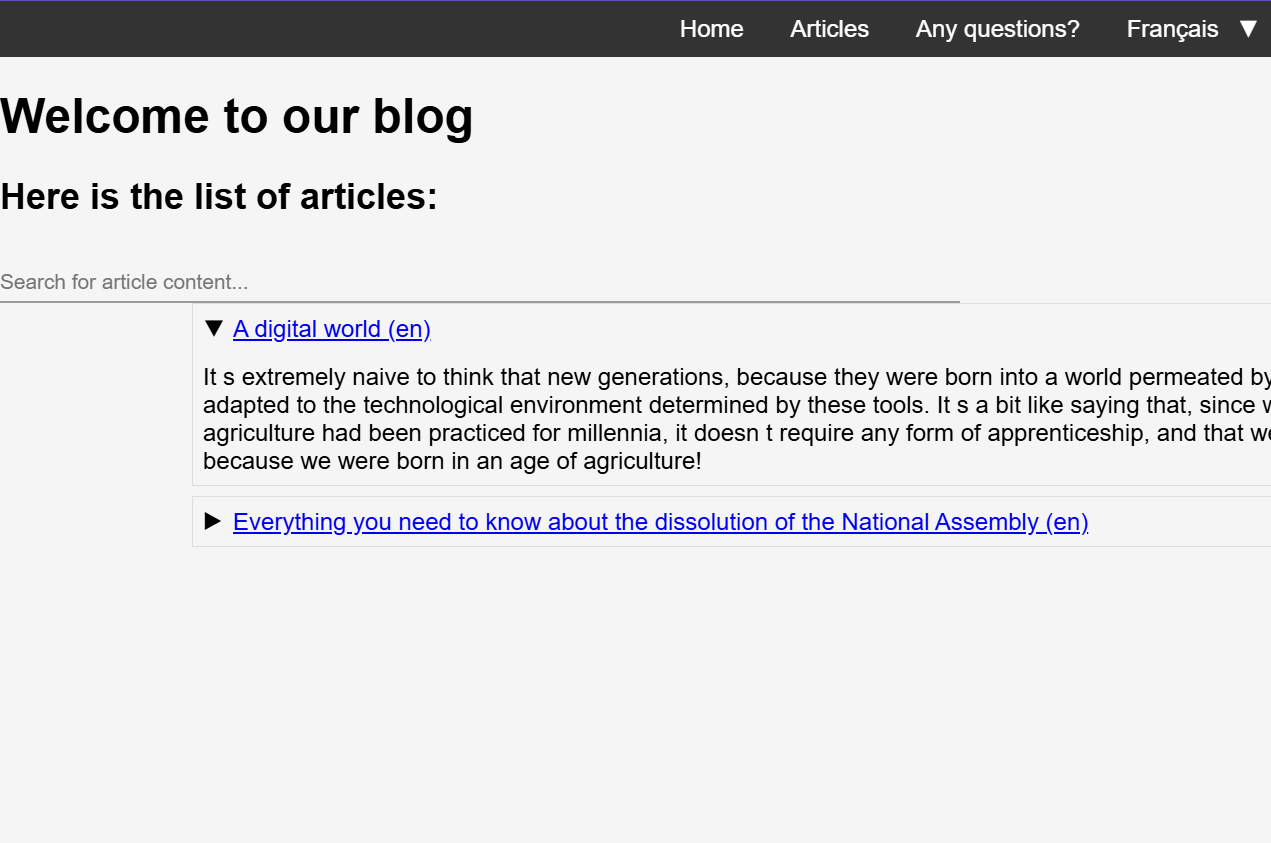 Home Articles Any questions? Français ▼
Welcome to our blog
Here is the list of articles:
Search for article content...
▼ A digital world (en)
It s extremely naive to think that new generations, because they were born into a world permeated by
adapted to the technological environment determined by these tools. It s a bit like saying that, since
agriculture had been practiced for millennia, it doesn t require any form of apprenticeship, and that
because we were born in an age of agriculture!
▶ Everything you need to know about the dissolution of the National Assembly (en)